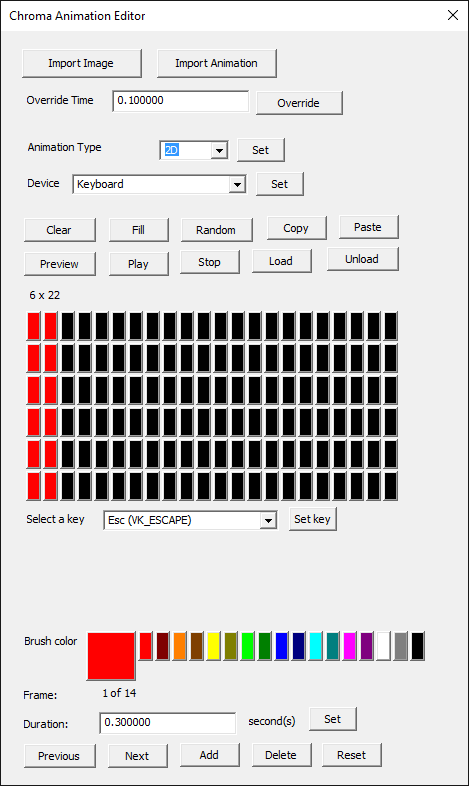 Chroma Animation Editor
Import Image Import Animation
Override Time 0.100000 Override
Animation Type 2D Set
Device Keyboard Set
Clear Fill Random Copy Paste
Preview Play Stop Load Unload
6 x 22
Select a key Esc (VK_ESCAPE) Set key
Brush color
Frame: 1 of 14
Duration: 0.300000 second(s) Set
Previous Next Add Delete Reset